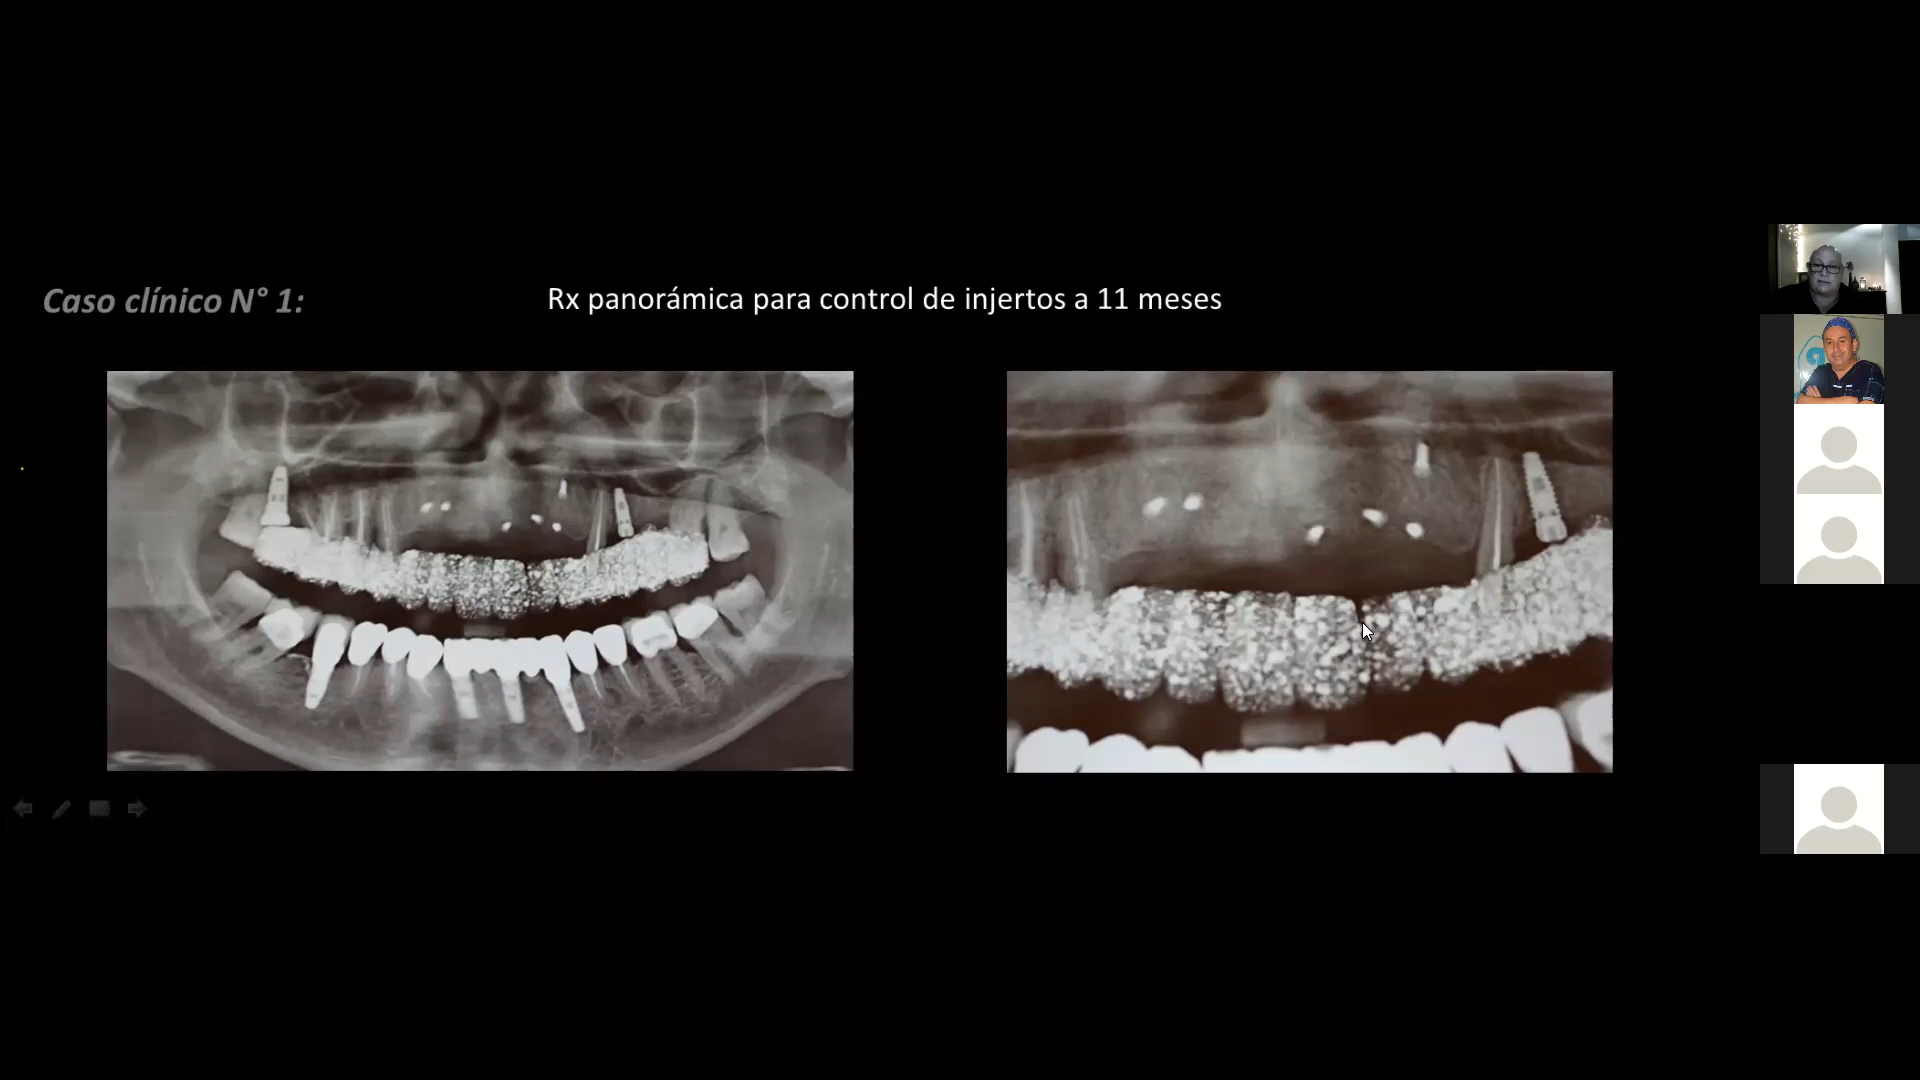 Caso clínico N° 1:
Rx panorámica para control de injertos a 11 meses